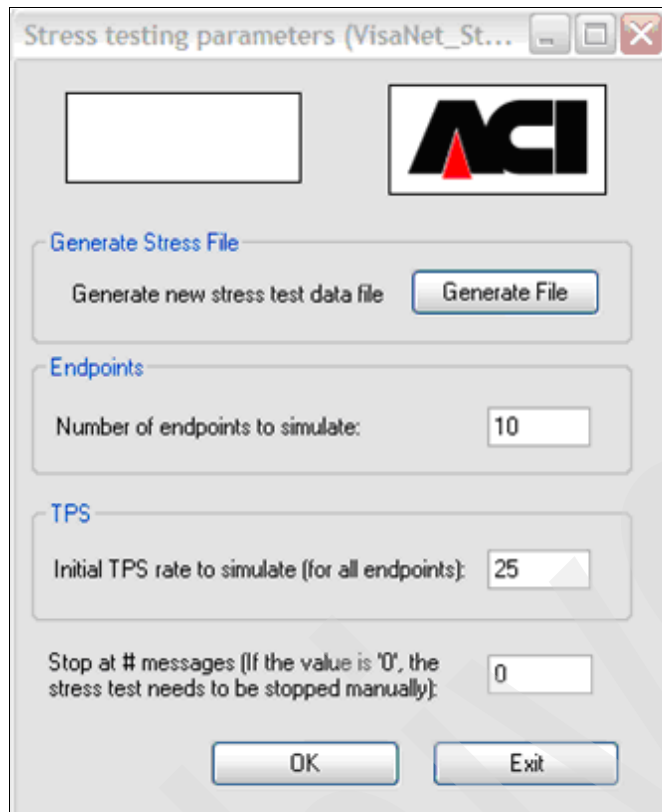 Stress testing parameters (VisaNet_St...
ACI
Generate Stress File
Generate new stress test data file
Generate File
Endpoints
Number of endpoints to simulate:
10
TPS
Initial TPS rate to simulate (for all endpoints):
25
Stop at # messages (If the value is '0', the
stress test needs to be stopped manually):
0
OK
Exit